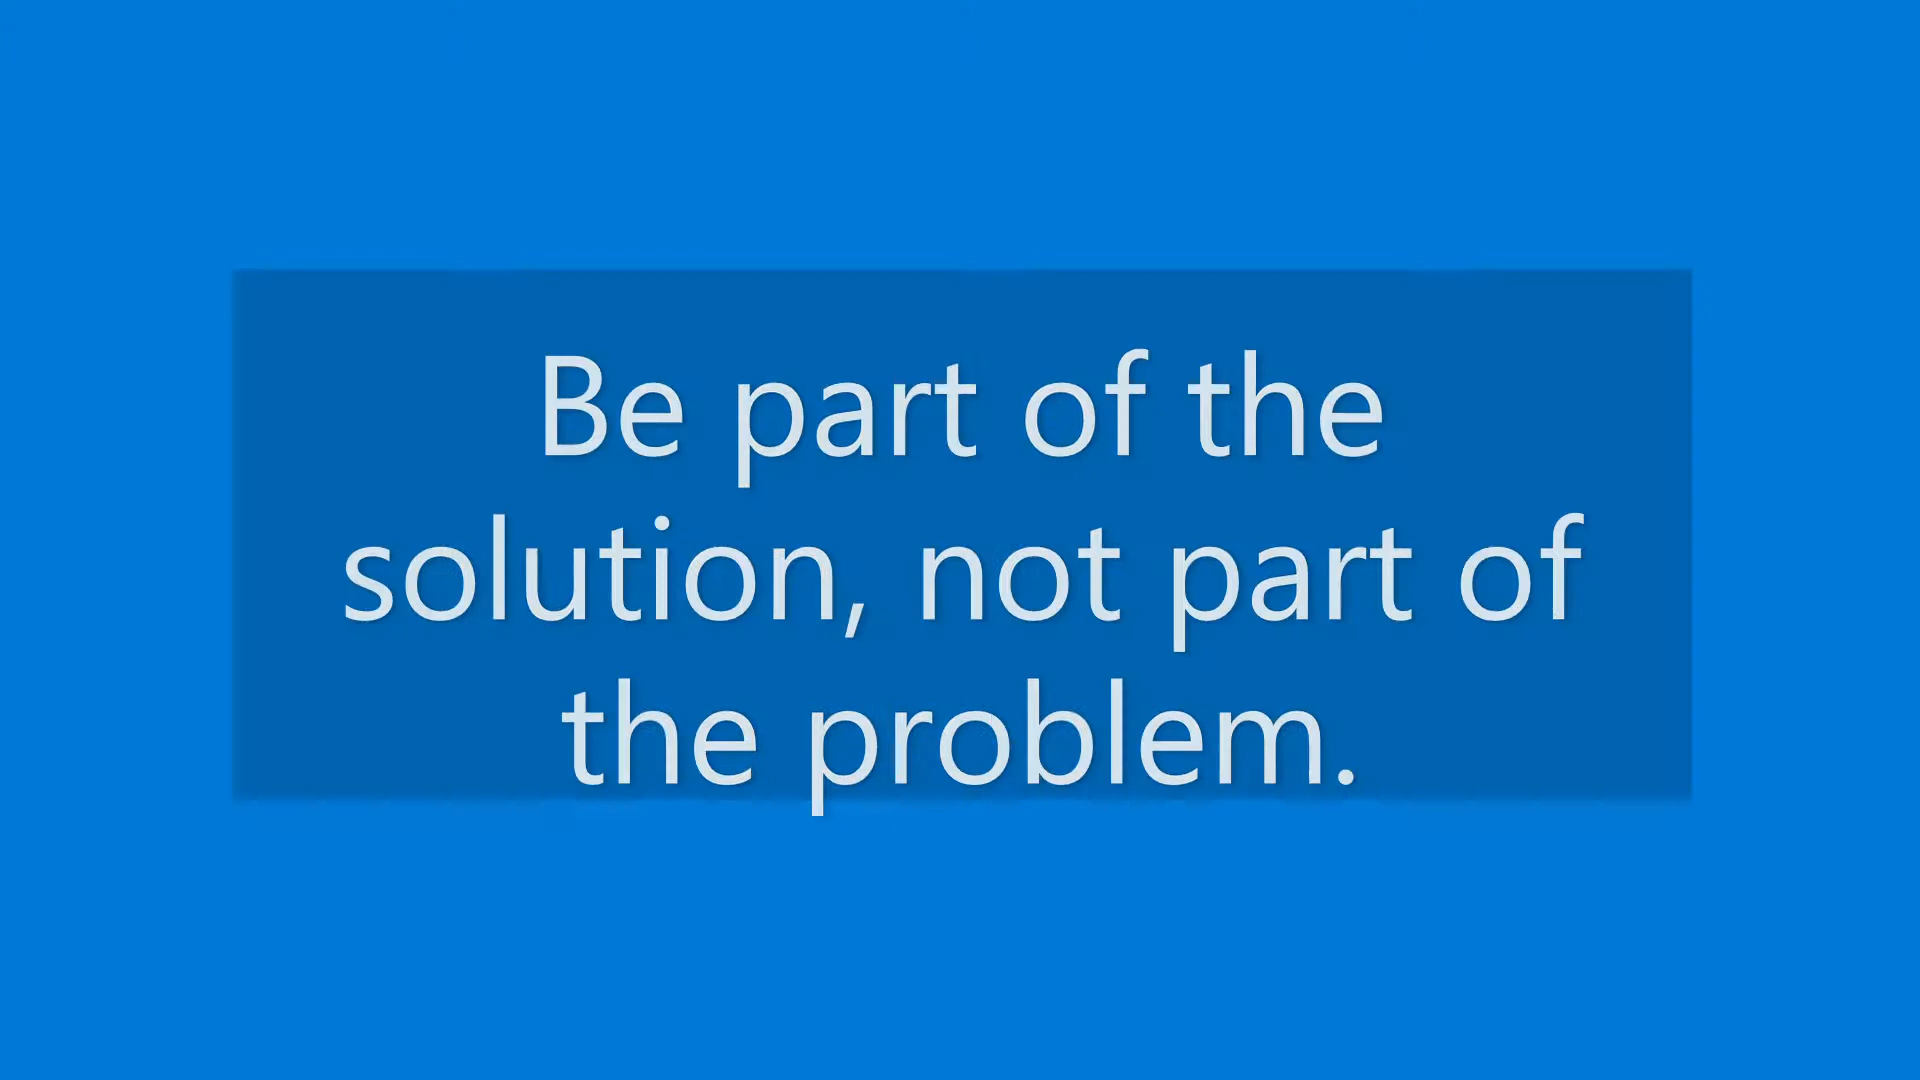 Be part of the
solution, not part of
the problem.